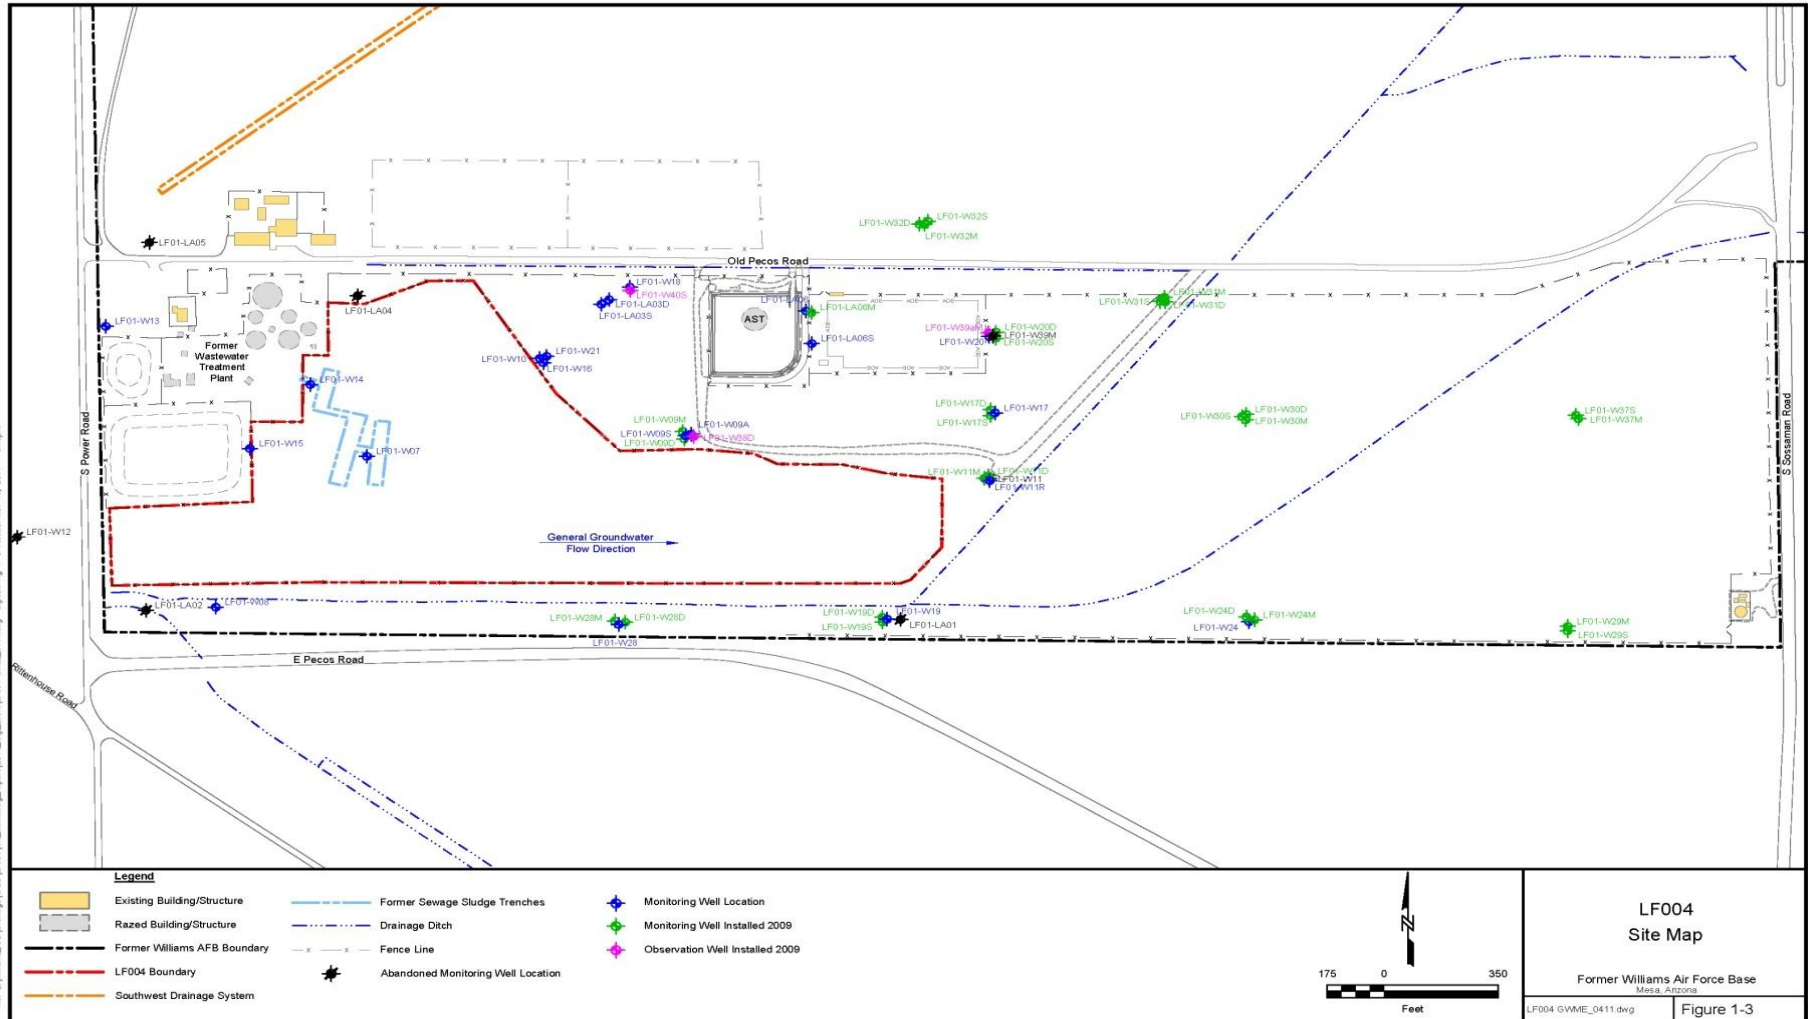 LF01-W32D
LF01-W32S
LF01-W32M
LF01-LA05
Old Pecos Road
LF01-W18
LF01-W40S
LF01-LA03D
LF01-LA03S
LF01-LA04
LF01-LA06M
LF01-W31M
LF01-W31S
LF01-W31D
AST
LF01-W13
LF01-W20D
LF01-W39M
LF01-W20
LF01-W20S
LF01-LA06S
Former
Wastewater
Treatment
Plant
LF01-W21
LF01-W10
LF01-W16
LF01-W14
LF01-W17D
LF01-W17
LF01-W17S
LF01-W30D
LF01-W30S
LF01-W30M
LF01-W37S
LF01-W37M
LF01-W09M
LF01-W09A
LF01-W09S
LF01-W38D
LF01-W09D
S Power Road
S Sossaman Road
LF01-W15
LF01-W07
LF01-W11M
LF01-W11D
LF01-W11
LF01-W11R
LF01-W12
General Groundwater
Flow Direction
LF01-LA02
LF01-W08
LF01-W28M
LF01-W28D
LF01-W28
LF01-W19D
LF01-W19
LF01-W19S
LF01-LA01
LF01-W24D
LF01-W24M
LF01-W24
LF01-W29M
LF01-W29S
E Pecos Road
Rittenhouse Road
Legend
Existing Building/Structure
Razed Building/Structure
Former Williams AFB Boundary
LF004 Boundary
Southwest Drainage System
Former Sewage Sludge Trenches
Drainage Ditch
Fence Line
Abandoned Monitoring Well Location
Monitoring Well Location
Monitoring Well Installed 2009
Observation Well Installed 2009
N
175 0 350
Feet
LF004
Site Map
Former Williams Air Force Base
Mesa, Arizona
LF004 GWME_0411.dwg
Figure 1-3